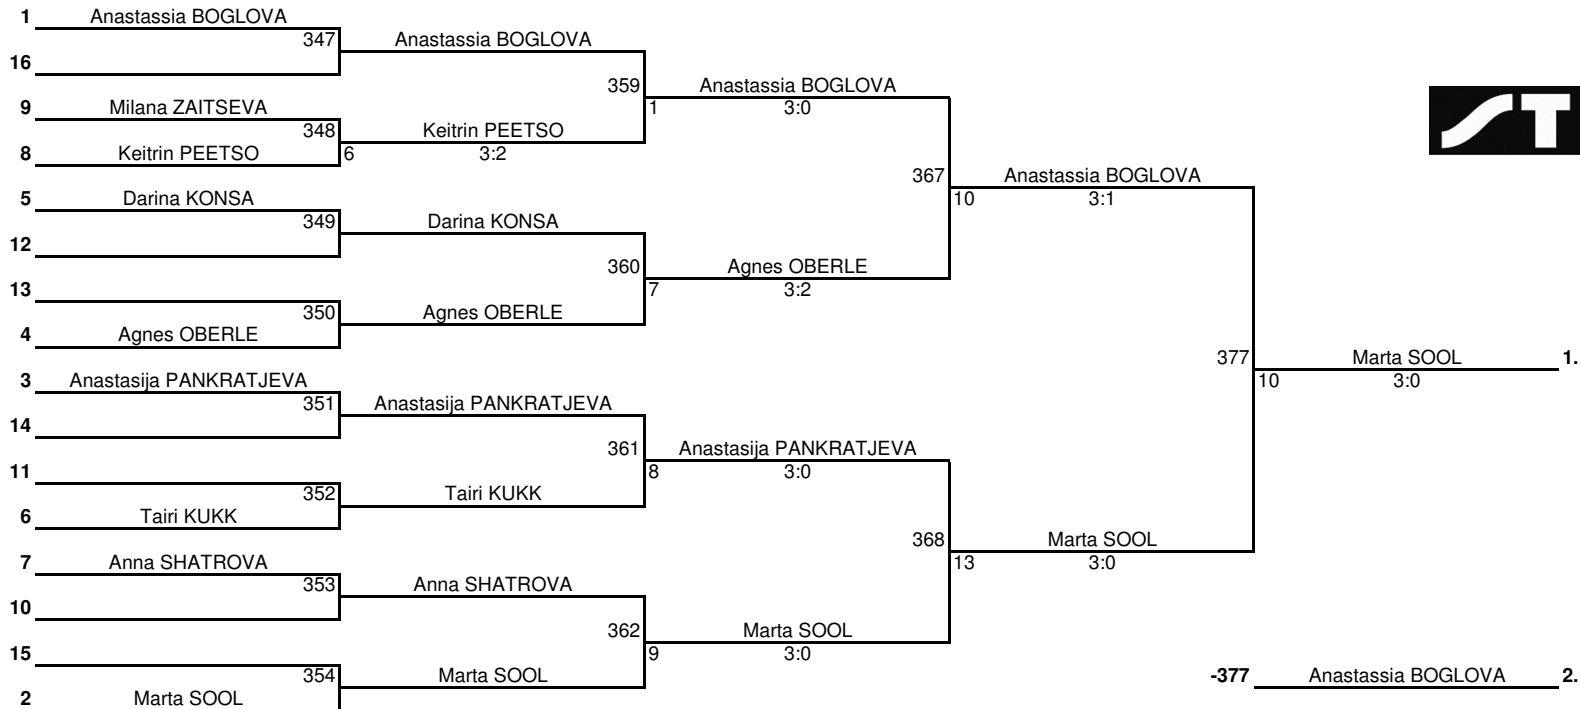 1 Anastassia BOGLOVA
347 Anastassia BOGLOVA
16
359 Anastassia BOGLOVA
9 Milana ZAITSEVA
1 3:0
348 Keitrin PEETSO
8 Keitrin PEETSO 6 3:2
ST
367 Anastassia BOGLOVA
5 Darina KONSA
10 3:1
349 Darina KONSA
12
360 Agnes OBERLE
13
7 3:2
350 Agnes OBERLE
4 Agnes OBERLE
377 Marta SOOL 1.
3 Anastasija PANKRATJEVA
10 3:0
351 Anastasija PANKRATJEVA
14
361 Anastasija PANKRATJEVA
11
8 3:0
352 Tairi KUKK
6 Tairi KUKK
368 Marta SOOL
7 Anna SHATROVA
13 3:0
353 Anna SHATROVA
10
362 Marta SOOL
15
9 3:0
354 Marta SOOL
-377 Anastassia BOGLOVA 2.
2 Marta SOOL